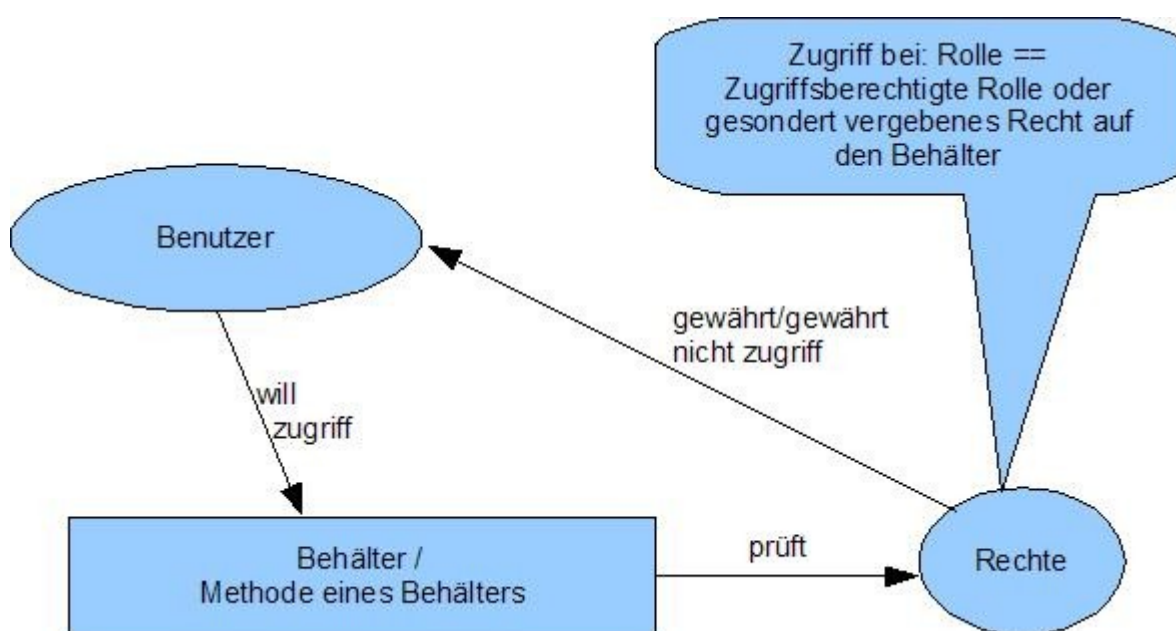 Zugriff bei: Rolle ==
Zugriffsberechtigte Rolle oder
gesondert vergebenes Recht auf
den Behälter
Benutzer
gewährt/gewährt
nicht zugriff
will
zugriff
Behälter /
Methode eines Behälters
prüft
Rechte